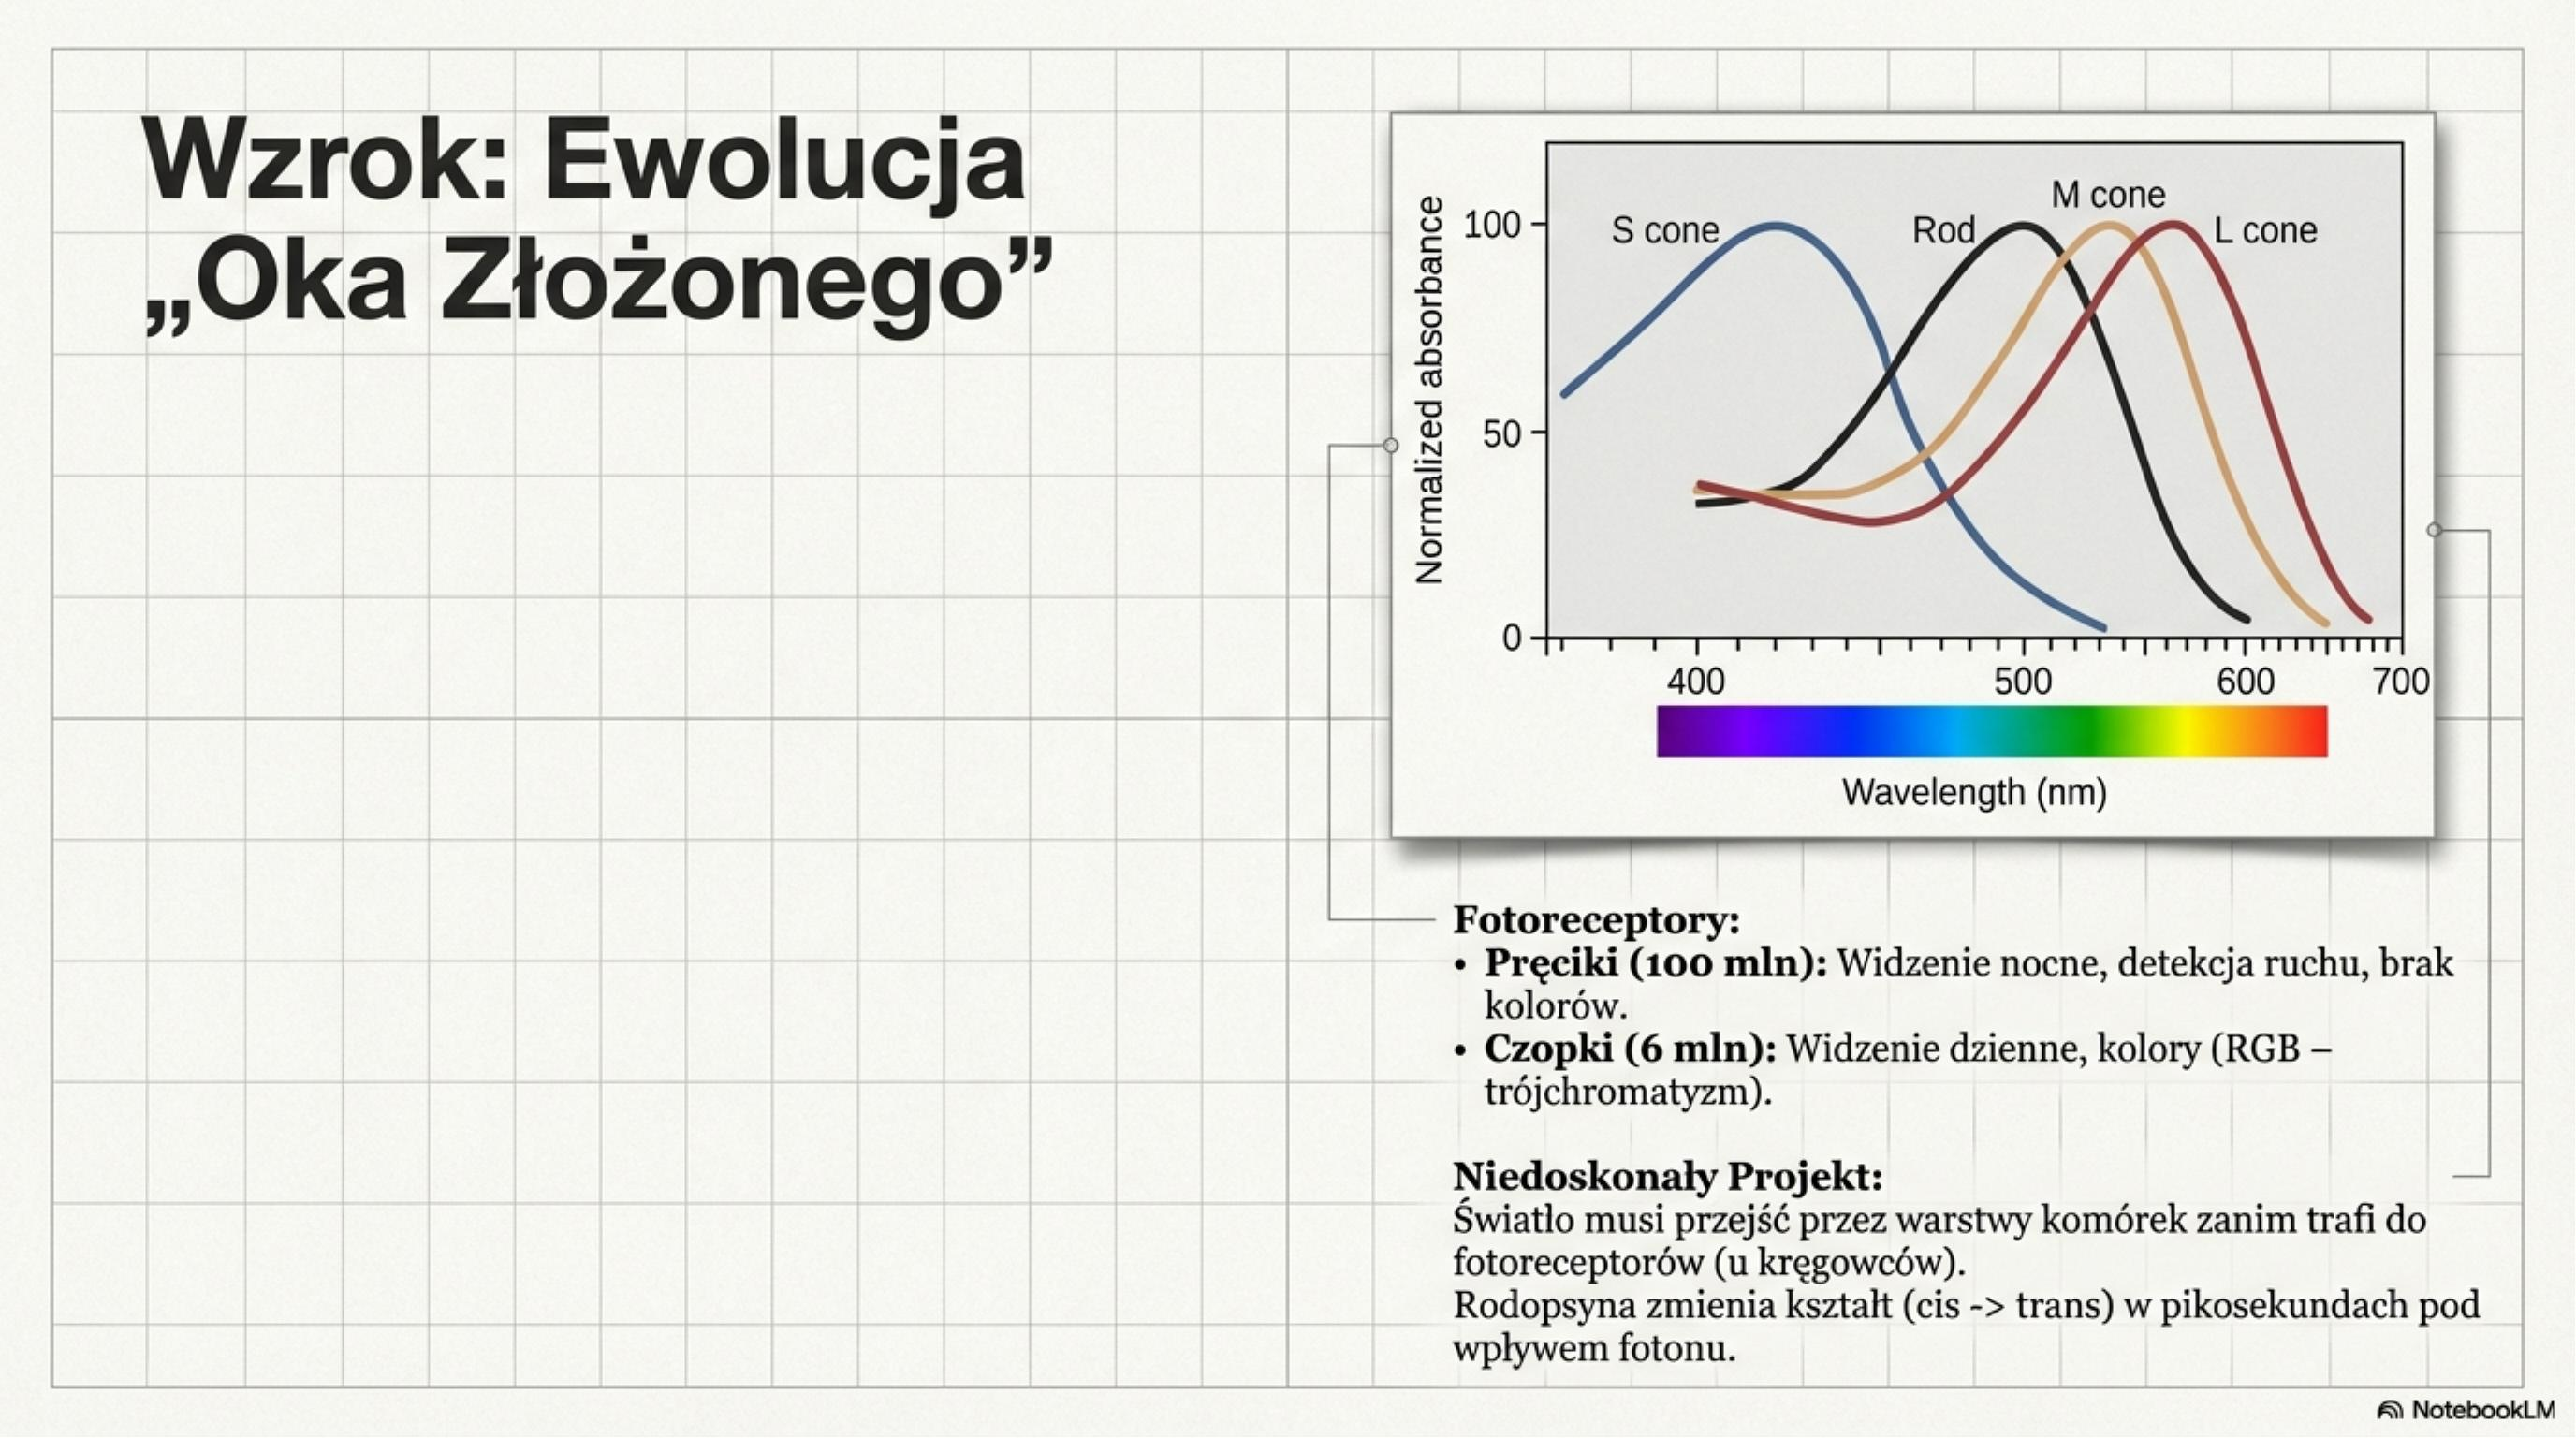 Wzrok: Ewolucja
„Oka Złożonego”
Normalized absorbance
100
50
0
S cone
Rod
M cone
L cone
400
500
600
700
Wavelength (nm)
Fotoreceptory:
• Pręciki (100 mln): Widzenie nocne, detekcja ruchu, brak
kolorów.
• Czopki (6 mln): Widzenie dzienne, kolory (RGB –
trójchromatyzm).
Niedoskonały Projekt:
Światło musi przejść przez warstwy komórek zanim trafi do
fotoreceptorów (u kręgowców).
Rodopsyna zmienia kształt (cis -> trans) w pikosekundach pod
wpływem fotonu.
NotebookLM